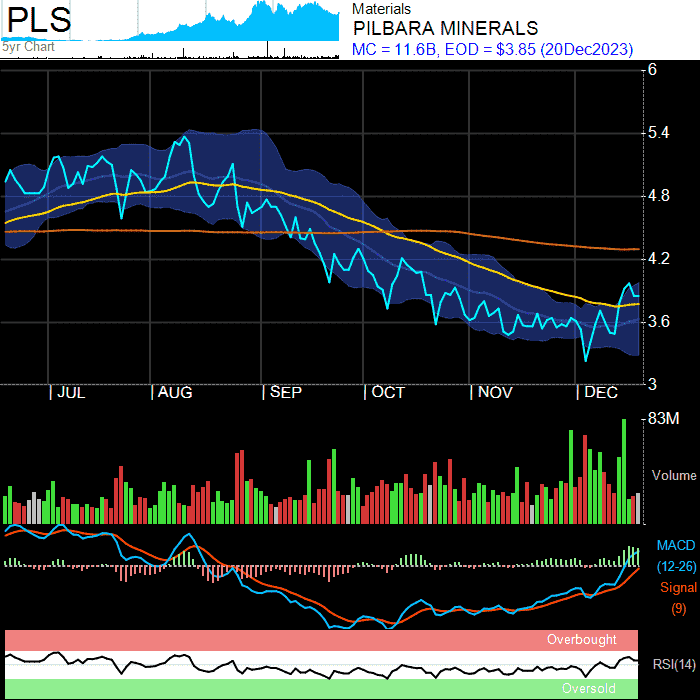 PLS
5yr Chart
Materials
PILBARA MINERALS
MC = 11.6B, EOD = $3.85 (20Dec2023)
6
5.4
4.8
4.2
3.6
3
| JUL | AUG | SEP | OCT | NOV | DEC
83M
Volume
MACD
(12-26)
Signal
(9)
Overbought
RSI(14)
Oversold